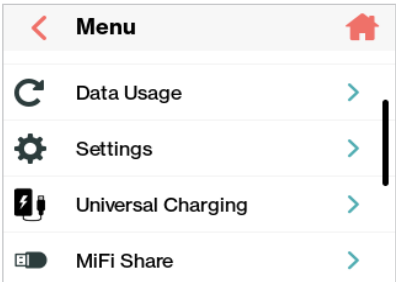 Menu
Data Usage
Settings
Universal Charging
MiFi Share